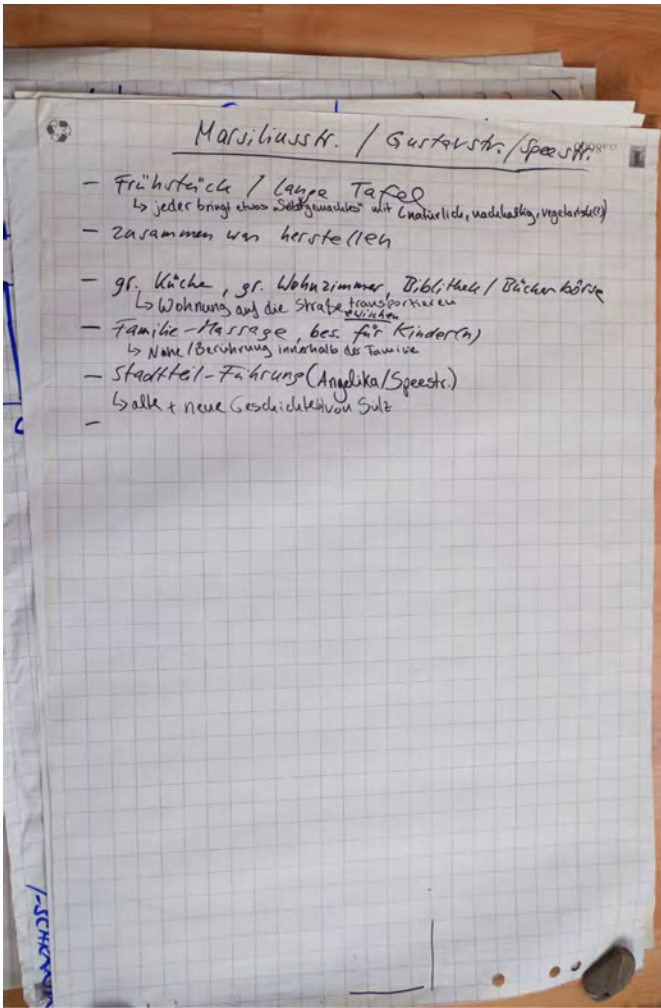 Marsiliusstr. / Gustavstr. / Speestr.
- Frühstück / lange Tafel
↳ jeder bringt etwas "Selbstgemachtes" mit (natürlich, nachhaltig, vegetarisch(!))
- zusammen was herstellen
- gr. Küche, gr. Wohnzimmer, Biblithek / Bücherbörse
↳ Wohnung auf die Straße transportieren
zwischen
- Familie-Massage, bes. für Kinder(n)
↳ Nähe / Berührung innerhalb der Familie
- Stadtteil-Führung (Angelika/Speestr.)
↳ alte + neue Geschichte(n) von Sülz
-